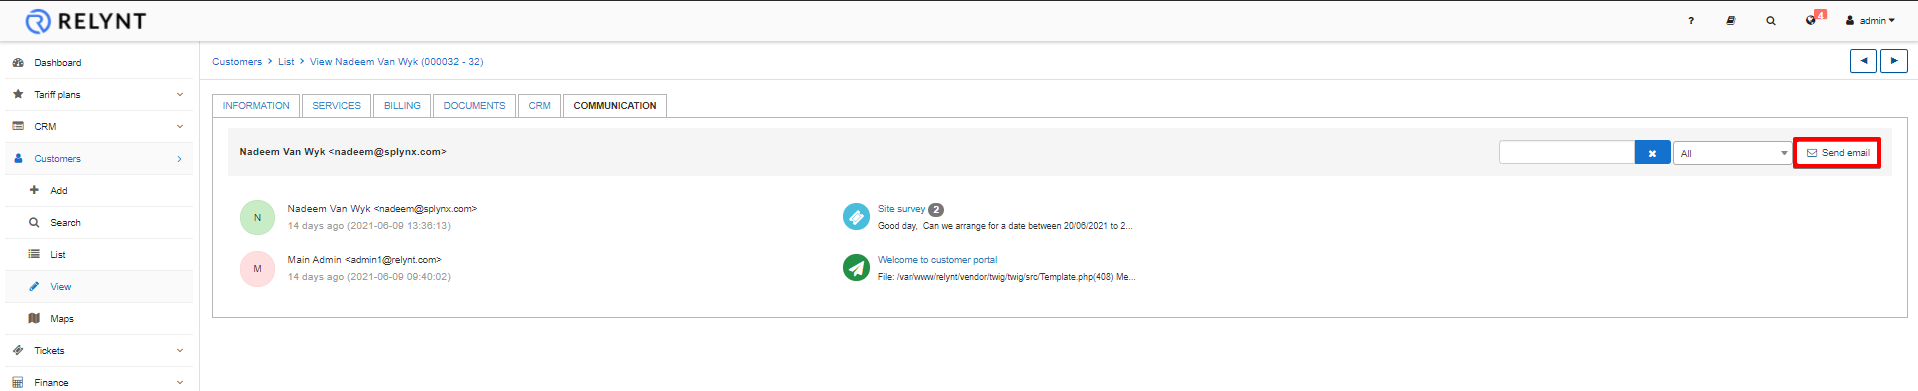 RELYNT
? 4 admin
Dashboard
Tariff plans
CRM
Customers
Add
Search
List
View
Maps
Tickets
Finance
Customers > List > View Nadeem Van Wyk (000032 - 32)
INFORMATION SERVICES BILLING DOCUMENTS CRM COMMUNICATION
Nadeem Van Wyk <nadeem@splynx.com> All Send email
N Nadeem Van Wyk <nadeem@splynx.com>
14 days ago (2021-06-09 13:36:13)
Site survey 2
Good day, Can we arrange for a date between 20/06/2021 to 2...
M Main Admin <admin1@relynt.com>
14 days ago (2021-06-09 09:40:02)
Welcome to customer portal
File: /var/www/relynt/vendor/twig/twig/src/Template.php(408) Me...